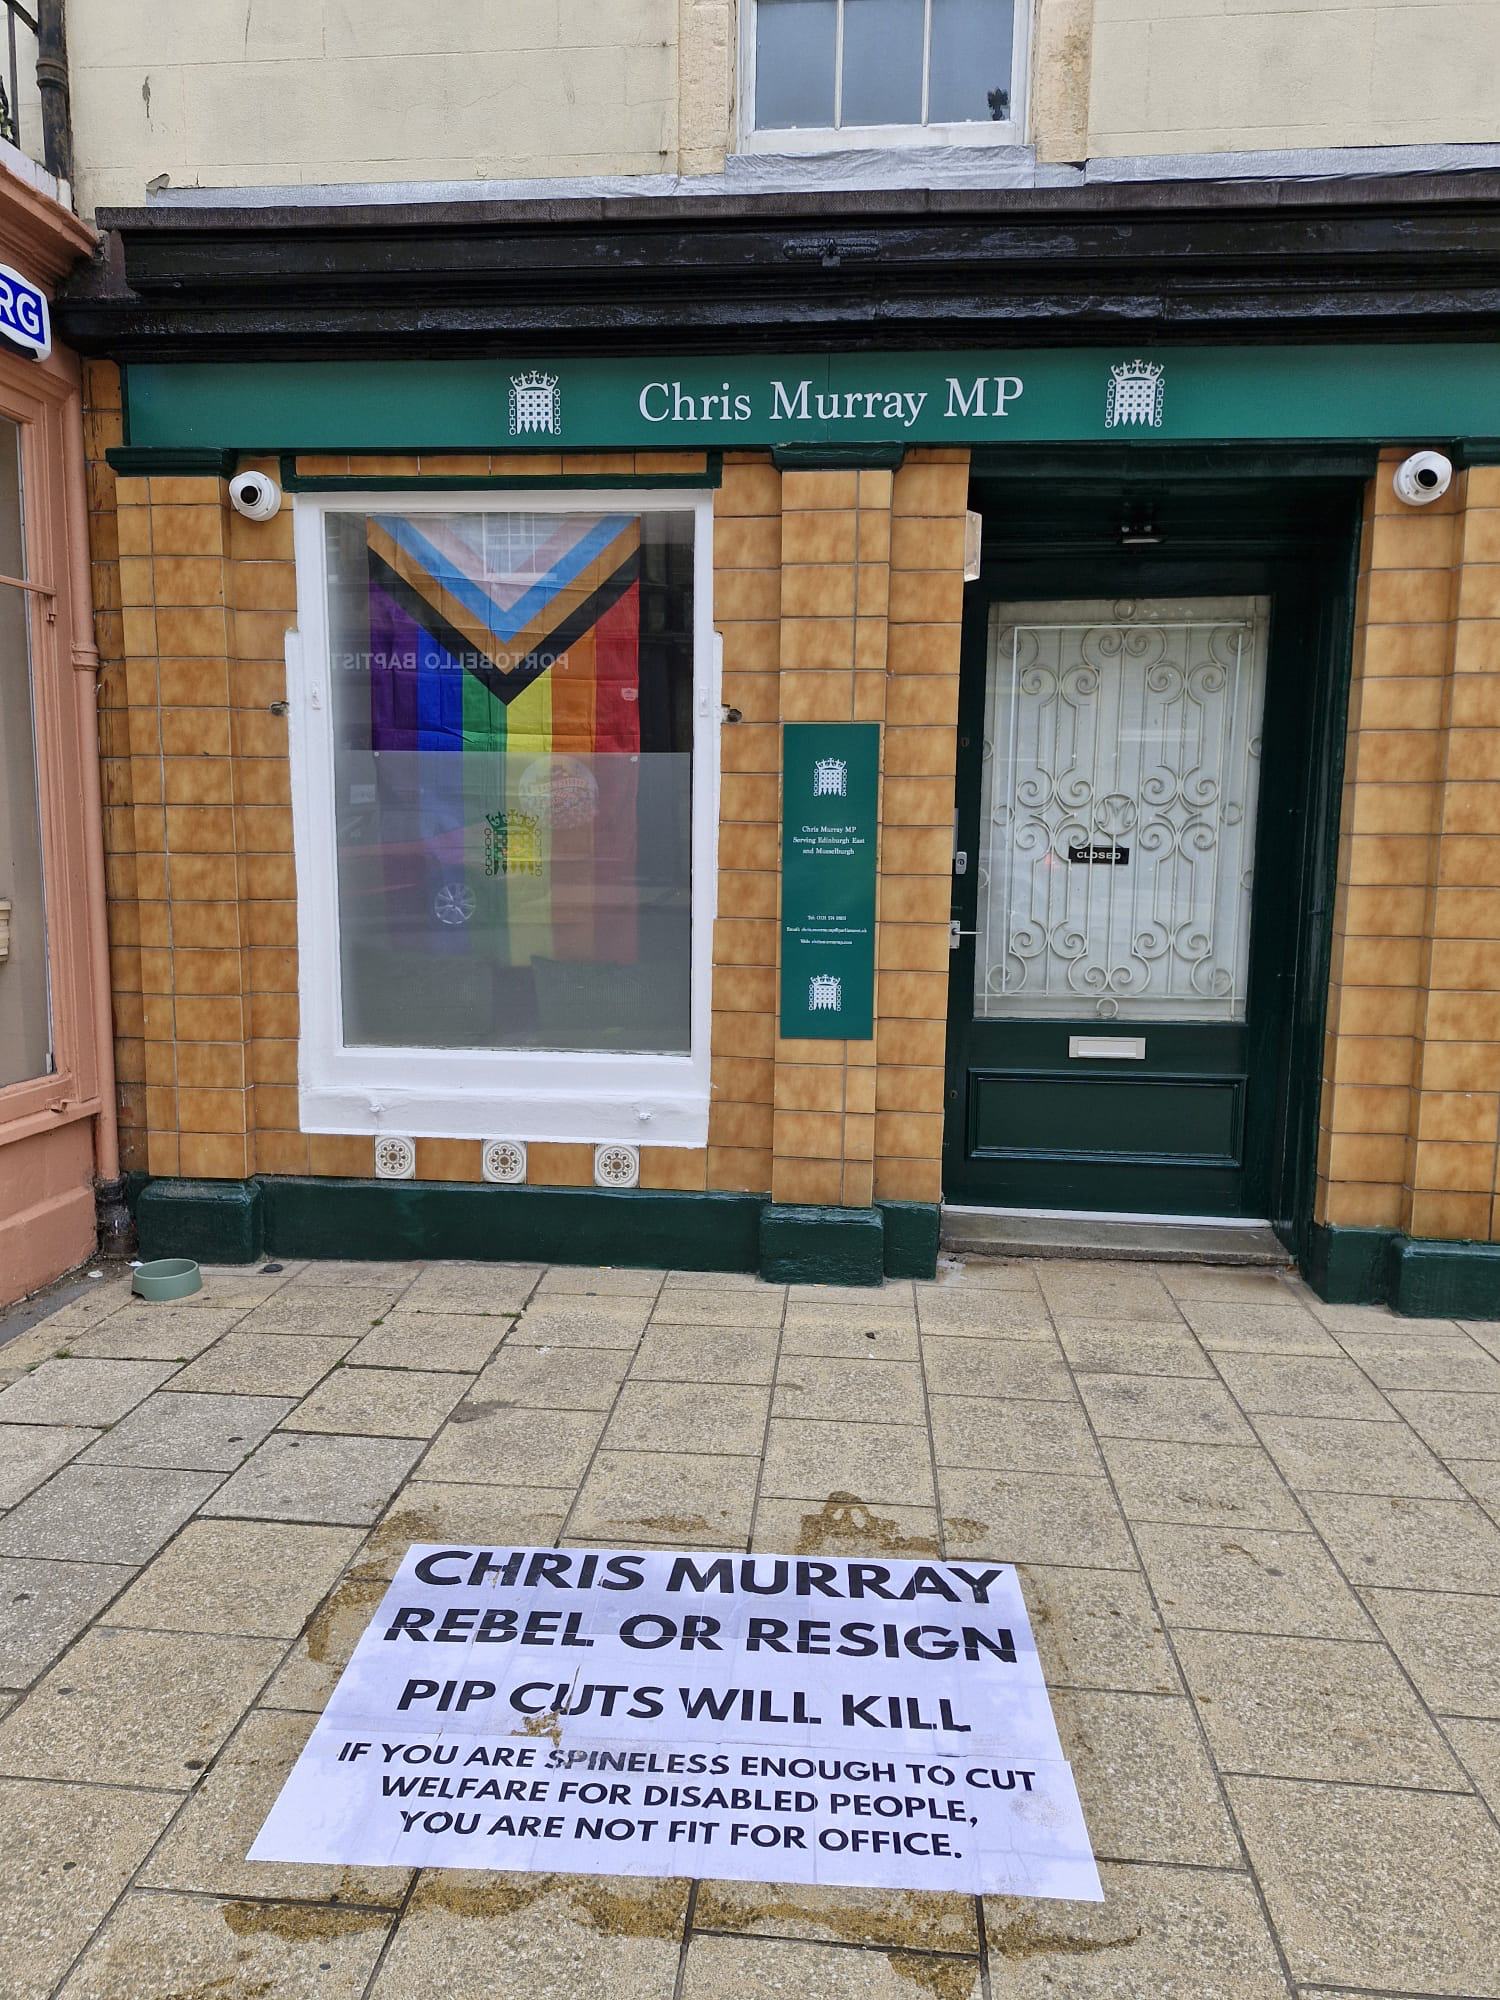 RG
Chris Murray MP
PORTOBELLO BAPTIST
Chris Murray MP
Serving Edinburgh East
and Musselburgh
CLOSED
CHRIS MURRAY
REBEL OR RESIGN
PIP CUTS WILL KILL
IF YOU ARE SPINELESS ENOUGH TO CUT
WELFARE FOR DISABLED PEOPLE,
YOU ARE NOT FIT FOR OFFICE.